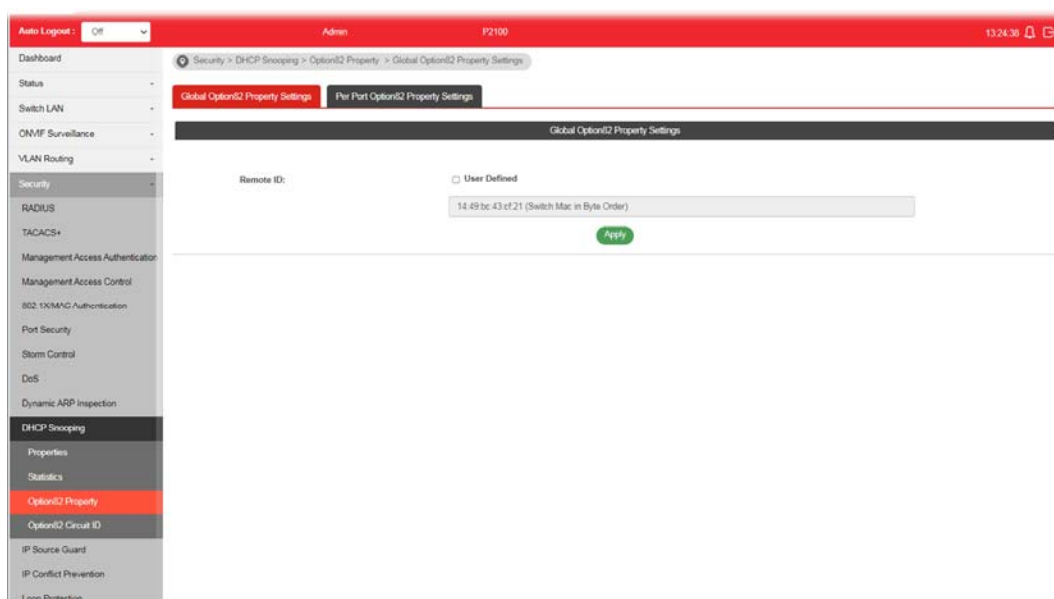 Auto Logout : Off Admin P2100 13:24:38
Dashboard
Security > DHCP Snooping > Option82 Property > Global Option82 Property Settings
Status
Switch LAN
Global Option82 Property Settings Per Port Option82 Property Settings
ONVIF Surveillance
Global Option82 Property Settings
VLAN Routing
Security
Remote ID: User Defined
RADIUS
14:49:bc:43:cf:21 (Switch Mac in Byte Order)
TACACS+
Apply
Management Access Authentication
Management Access Control
802.1X/MAC Authentication
Port Security
Storm Control
DoS
Dynamic ARP Inspection
DHCP Snooping
Properties
Statistics
Option82 Property
Option82 Circuit ID
IP Source Guard
IP Conflict Prevention
Loop Protection